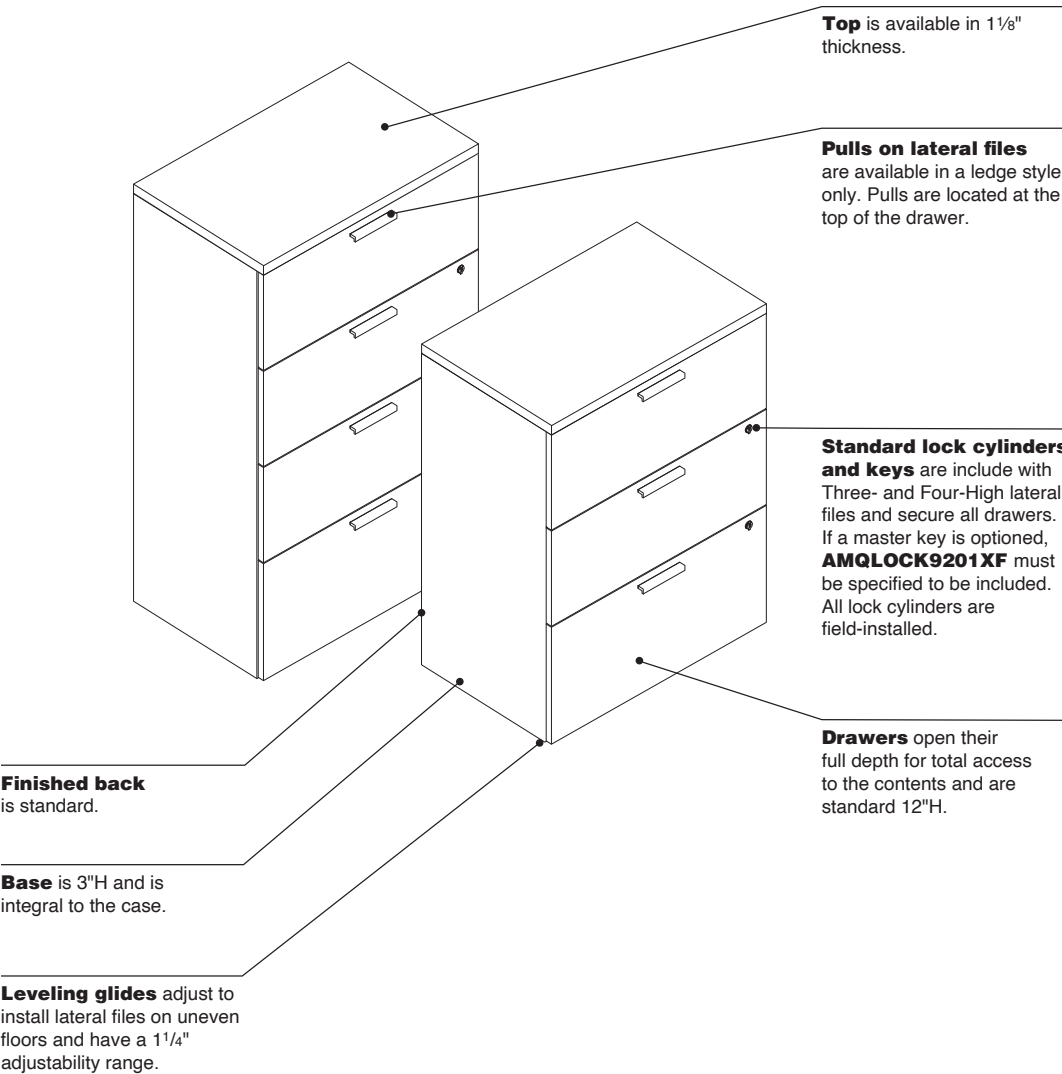 Top is available in 1⅛"
thickness.
Pulls on lateral files
are available in a ledge style
only. Pulls are located at the
top of the drawer.
Standard lock cylinders
and keys are include with
Three- and Four-High lateral
files and secure all drawers.
If a master key is optioned,
AMQLOCK9201XF must
be specified to be included.
All lock cylinders are
field-installed.
Drawers open their
full depth for total access
to the contents and are
standard 12"H.
Finished back
is standard.
Base is 3"H and is
integral to the case.
Leveling glides adjust to
install lateral files on uneven
floors and have a 1¹/₄"
adjustability range.